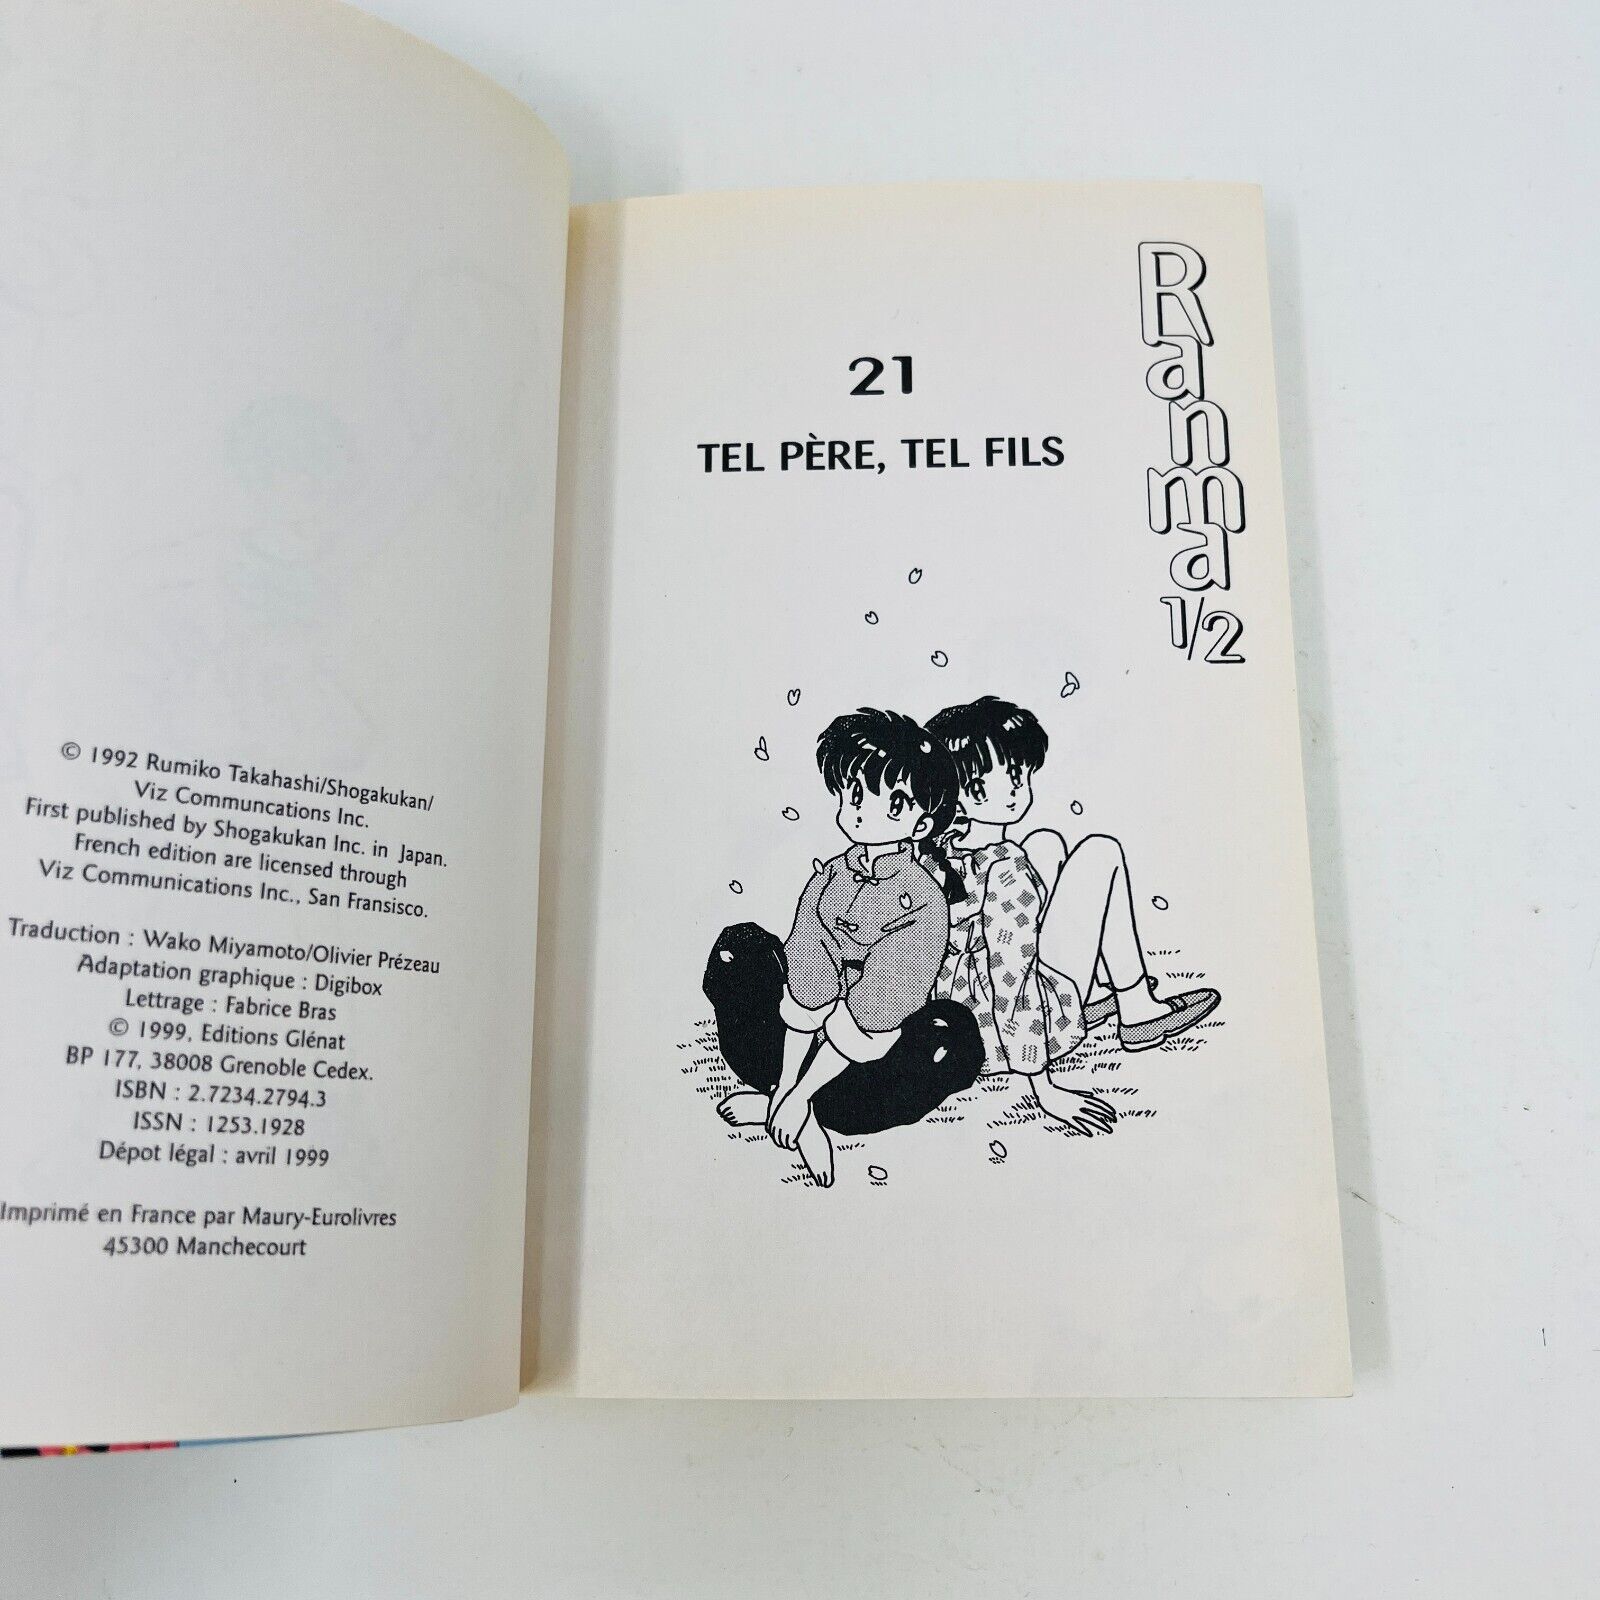 © 1992 Rumiko Takahashi/Shogakukan/
Viz Communcations Inc.
First published by Shogakukan Inc. in Japan.
French edition are licensed through
Viz Communications Inc., San Fransisco.
Traduction : Wako Miyamoto/Olivier Prézeau
Adaptation graphique : Digibox
Lettrage : Fabrice Bras
© 1999, Editions Glénat
BP 177, 38008 Grenoble Cedex.
ISBN : 2.7234.2794.3
ISSN : 1253.1928
Dépot légal : avril 1999
Imprimé en France par Maury-Eurolivres
45300 Manchecourt
21
TEL PÈRE, TEL FILS
Ranma 1/2